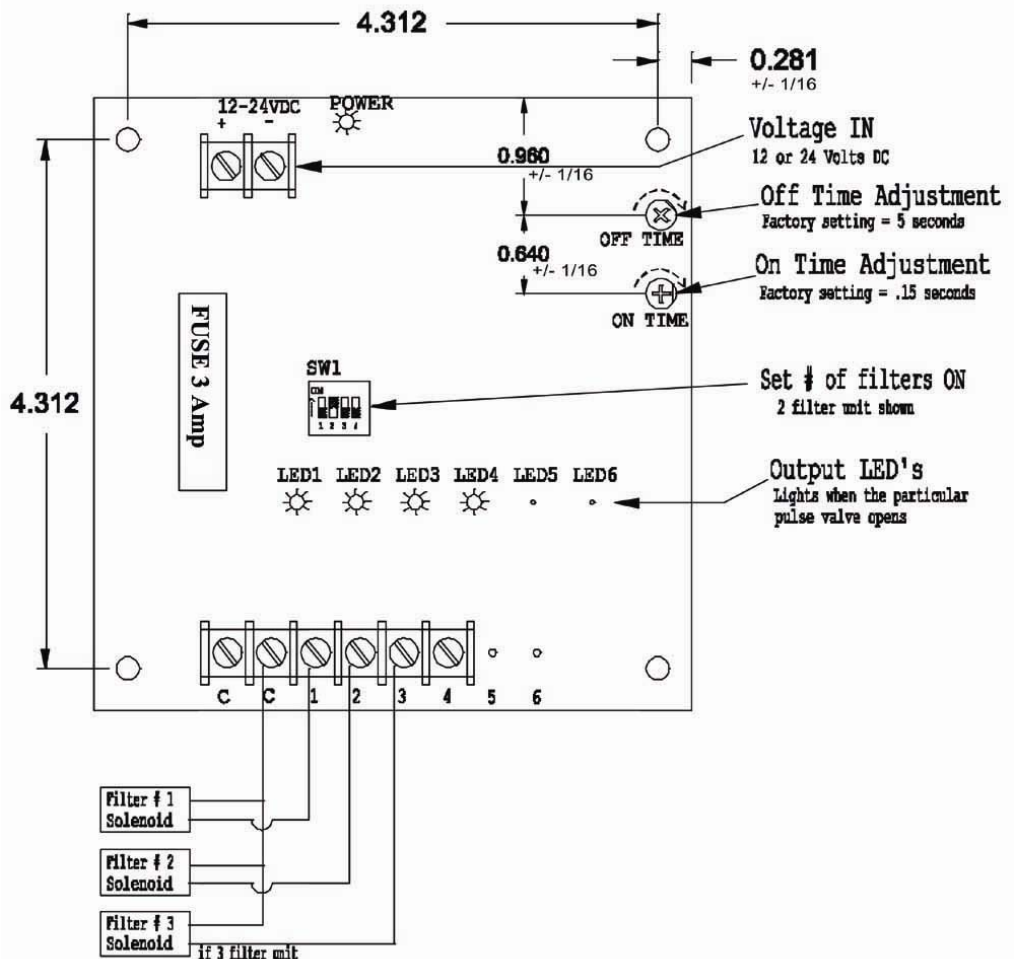 4.312
0.281
+/- 1/16
12-24VDC
+ -
POWER
Voltage IN
12 or 24 Volts DC
0.960
+/- 1/16
Off Time Adjustment
Factory setting = 5 seconds
OFF TIME
0.640
+/- 1/16
On Time Adjustment
Factory setting = .15 seconds
ON TIME
FUSE 3 Amp
4.312
SW1
1 2 3 4
Set # of filters ON
2 filter unit shown
LED1 LED2 LED3 LED4 LED5 LED6
Output LED's
Lights when the particular
pulse valve opens
C C 1 2 3 4 5 6
Filter # 1
Solenoid
Filter # 2
Solenoid
Filter # 3
Solenoid
if 3 filter unit